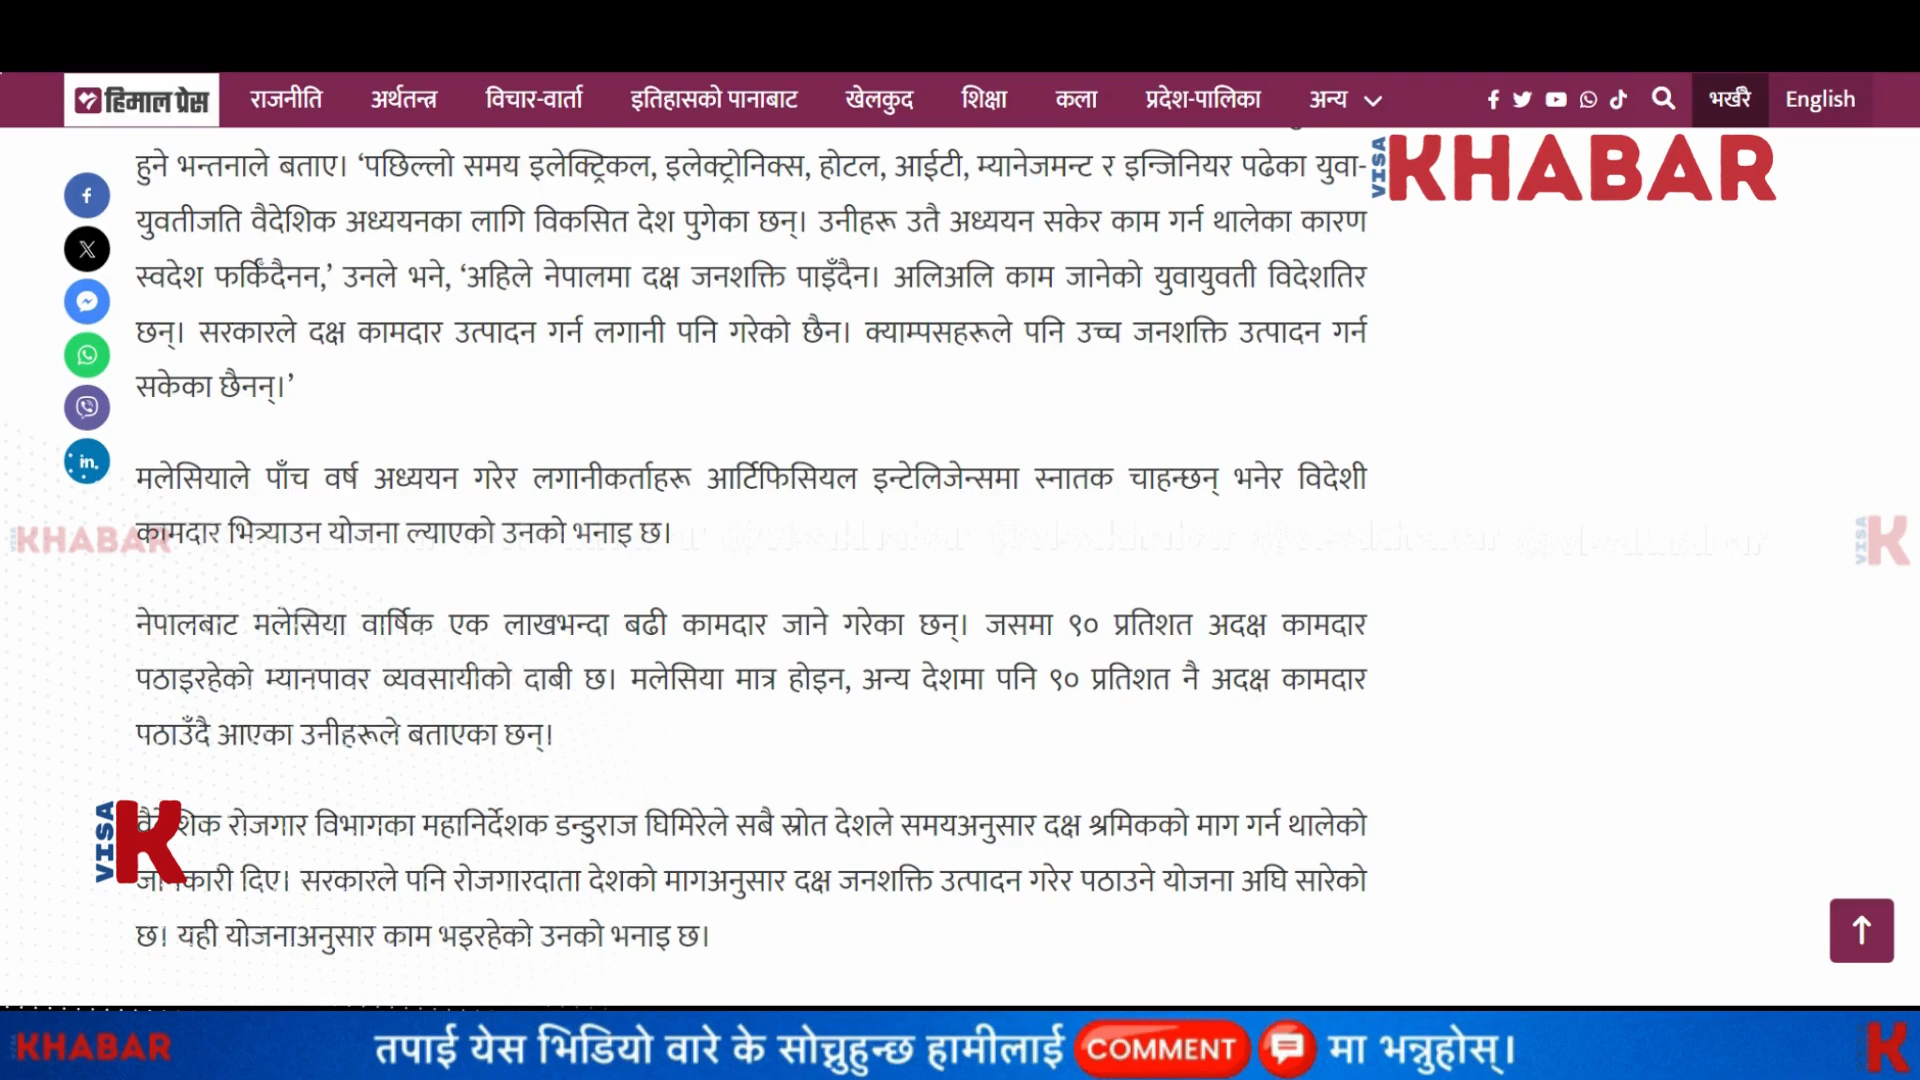 हिमाल प्रेस राजनीति अर्थतन्त्र विचार-वार्ता इतिहासको पानाबाट खेलकुद शिक्षा कला प्रदेश-पालिका अन्य भर्खरै English
VISA KHABAR
हुने भन्तनाले बताए। ‘पछिल्लो समय इलेक्ट्रिकल, इलेक्ट्रोनिक्स, होटल, आईटी, म्यानेजमन्ट र इन्जिनियर पढेका युवा-
युवतीजति वैदेशिक अध्ययनका लागि विकसित देश पुगेका छन्। उनीहरू उतै अध्ययन सकेर काम गर्न थालेका कारण
स्वदेश फर्किंदैनन,’ उनले भने, ‘अहिले नेपालमा दक्ष जनशक्ति पाइँदैन। अलिअलि काम जानेको युवायुवती विदेशतिर
छन्। सरकारले दक्ष कामदार उत्पादन गर्न लगानी पनि गरेको छैन। क्याम्पसहरूले पनि उच्च जनशक्ति उत्पादन गर्न
सकेका छैनन्।’
मलेसियाले पाँच वर्ष अध्ययन गरेर लगानीकर्ताहरू आर्टिफिसियल इन्टेलिजेन्समा स्नातक चाहन्छन् भनेर विदेशी
कामदार भित्र्याउन योजना ल्याएको उनको भनाइ छ।
KHABAR
VISA K
नेपालबाट मलेसिया वार्षिक एक लाखभन्दा बढी कामदार जाने गरेका छन्। जसमा ९० प्रतिशत अदक्ष कामदार
पठाइरहेको म्यानपावर व्यवसायीको दाबी छ। मलेसिया मात्र होइन, अन्य देशमा पनि ९० प्रतिशत नै अदक्ष कामदार
पठाउँदै आएका उनीहरूले बताएका छन्।
VISA K
रोजगार विभागका महानिर्देशक डन्डुराज घिमिरेले सबै स्रोत देशले समयअनुसार दक्ष श्रमिकको माग गर्न थालेको
दिए। सरकारले पनि रोजगारदाता देशको मागअनुसार दक्ष जनशक्ति उत्पादन गरेर पठाउने योजना अघि सारेको
छ। यही योजनाअनुसार काम भइरहेको उनको भनाइ छ।
KHABAR तपाई येस भिडियो वारे के सोच्नुहुन्छ हामीलाई COMMENT मा भन्नुहोस्। K